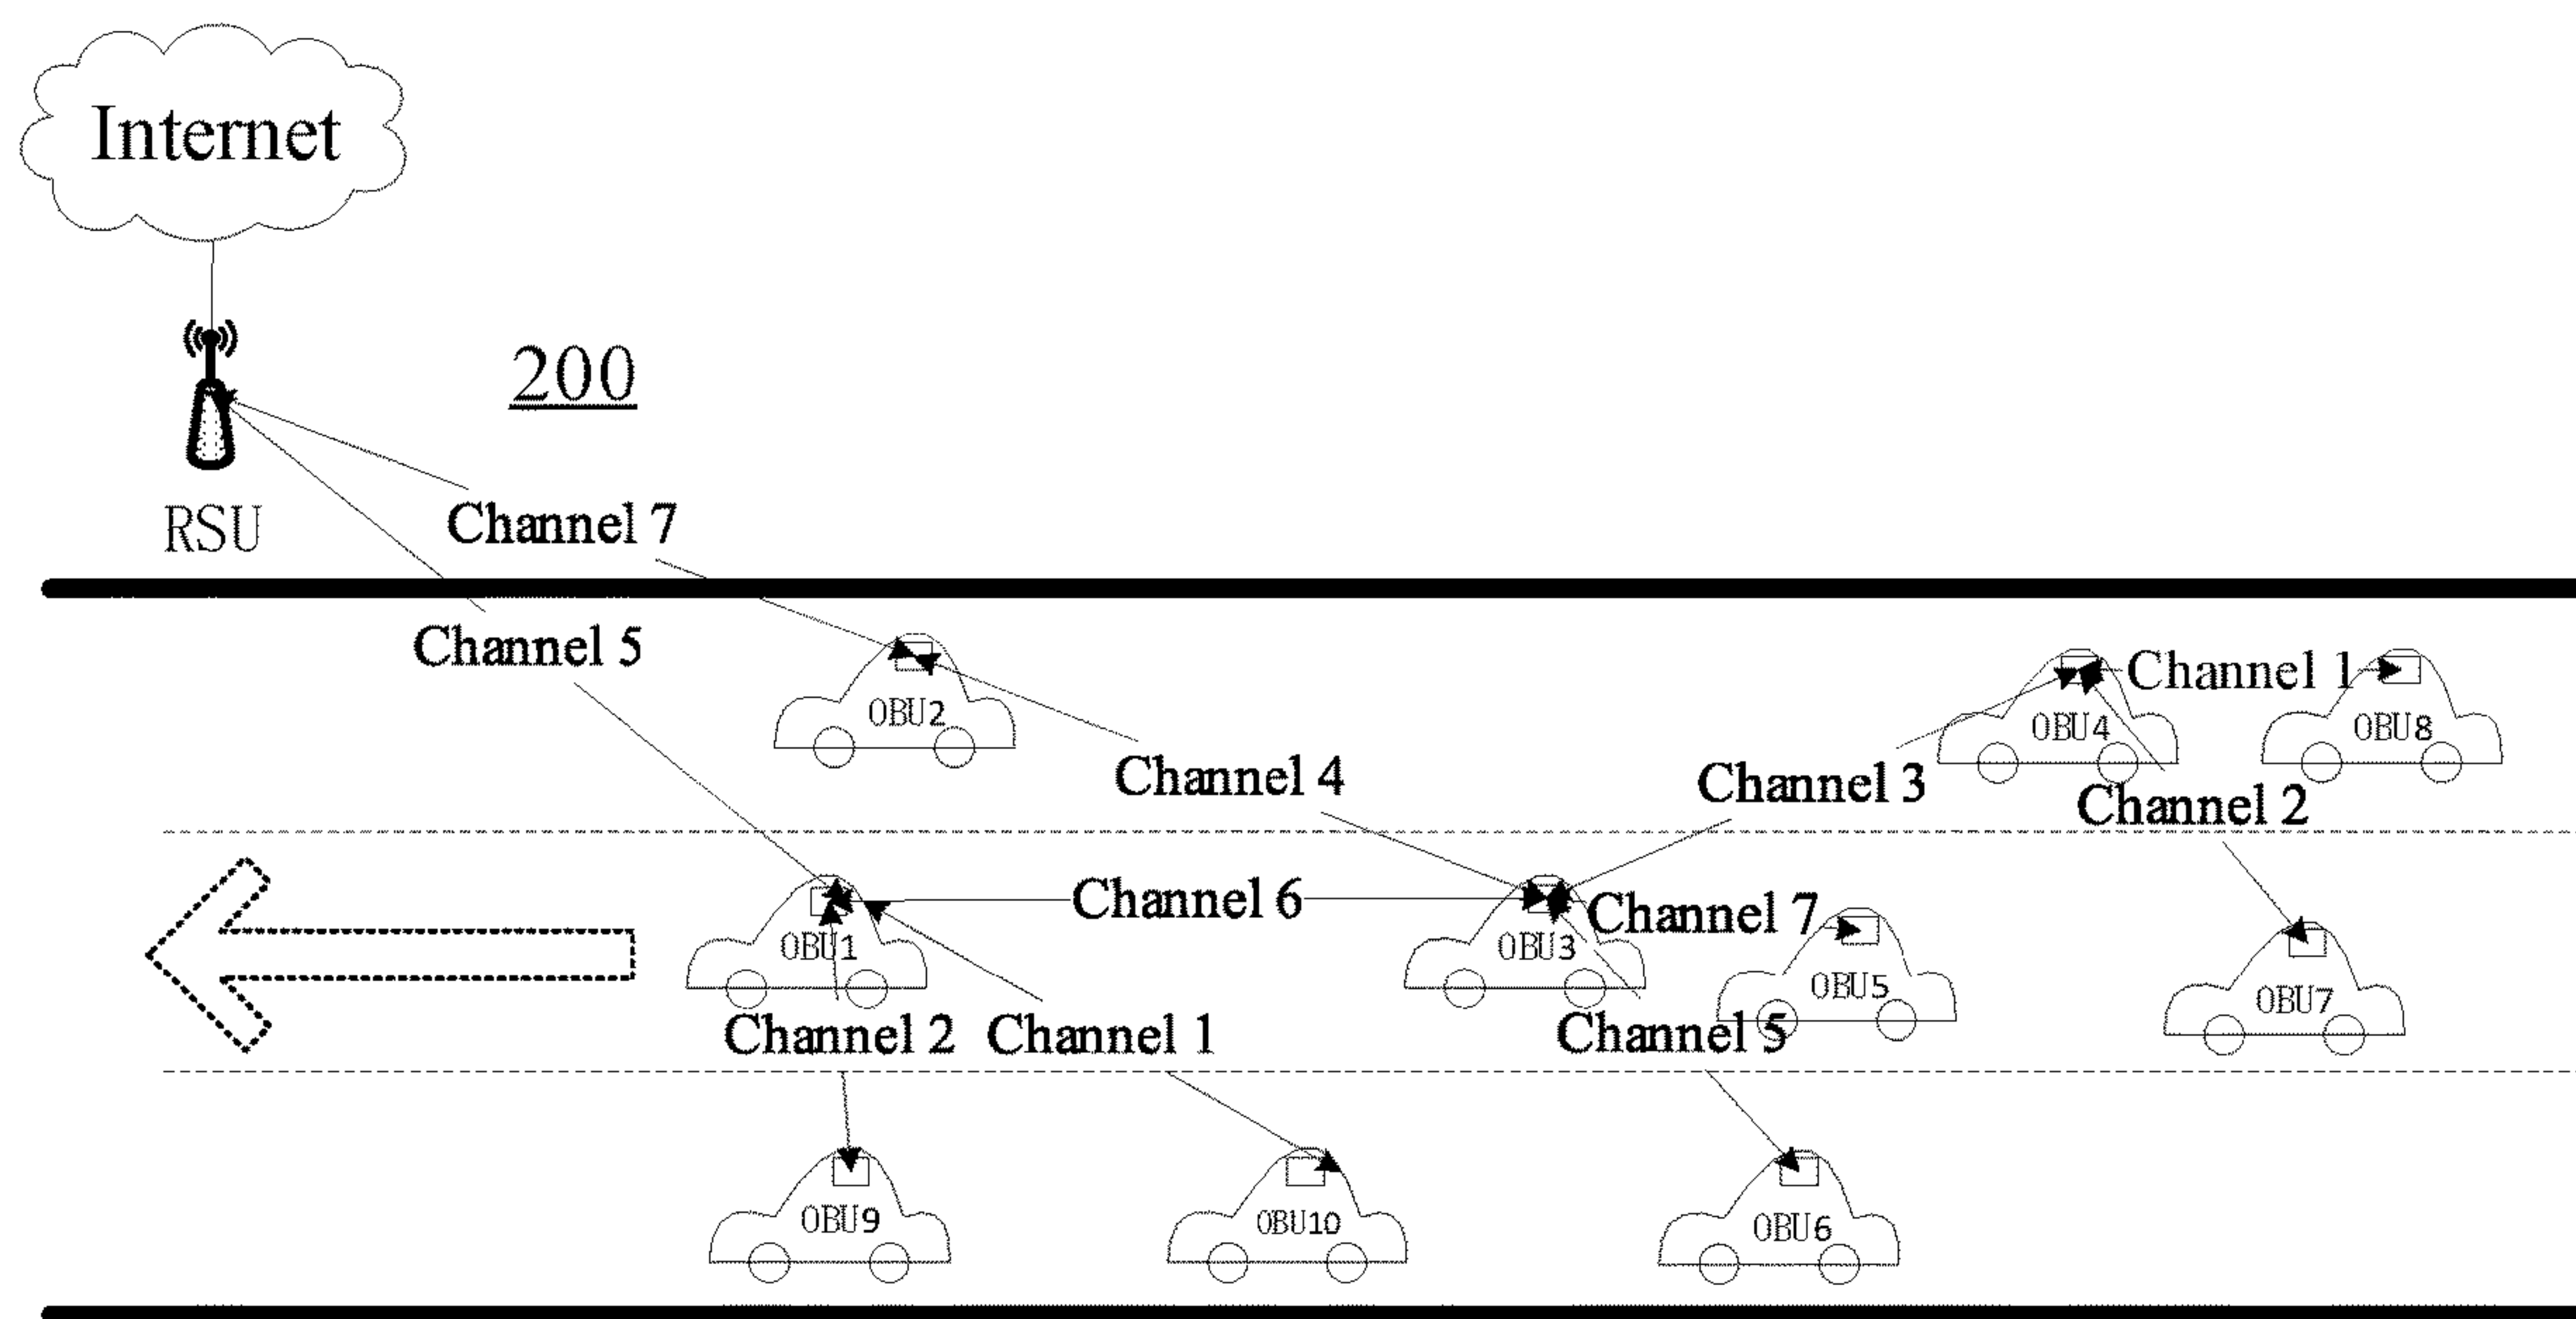 Internet
200
RSU
Channel 7
Channel 5
OBU2
Channel 1
OBU4
OBU8
Channel 4
Channel 3
Channel 2
Channel 6
Channel 7
OBU1
OBU3
OBU5
OBU7
Channel 2
Channel 1
Channel 5
OBU9
OBU10
OBU6